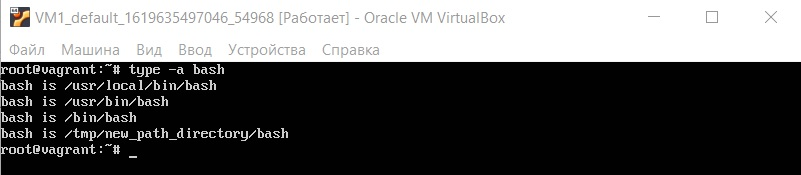 VM1_default_1619635497046_54968 [Работает] - Oracle VM VirtualBox
Файл Машина Вид Ввод Устройства Справка
root@vagrant:~# type -a bash
bash is /usr/local/bin/bash
bash is /usr/bin/bash
bash is /bin/bash
bash is /tmp/new_path_directory/bash
root@vagrant:~# _